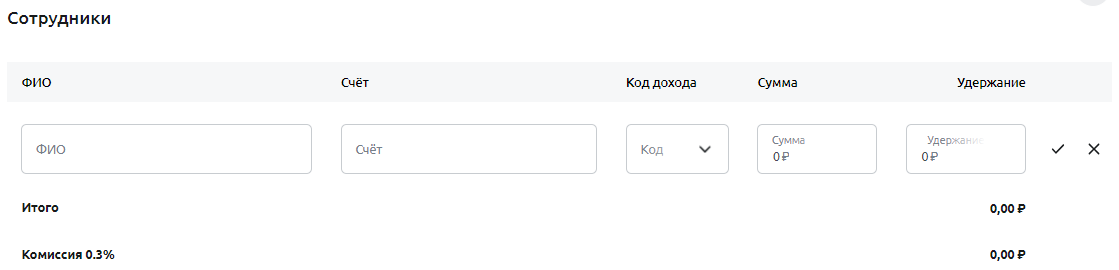 Сотрудники
ФИО Счёт Код дохода Сумма Удержание
ФИО Счёт Код Сумма 0 ₽ Удержание 0 ₽
Итого 0,00 ₽
Комиссия 0.3% 0,00 ₽